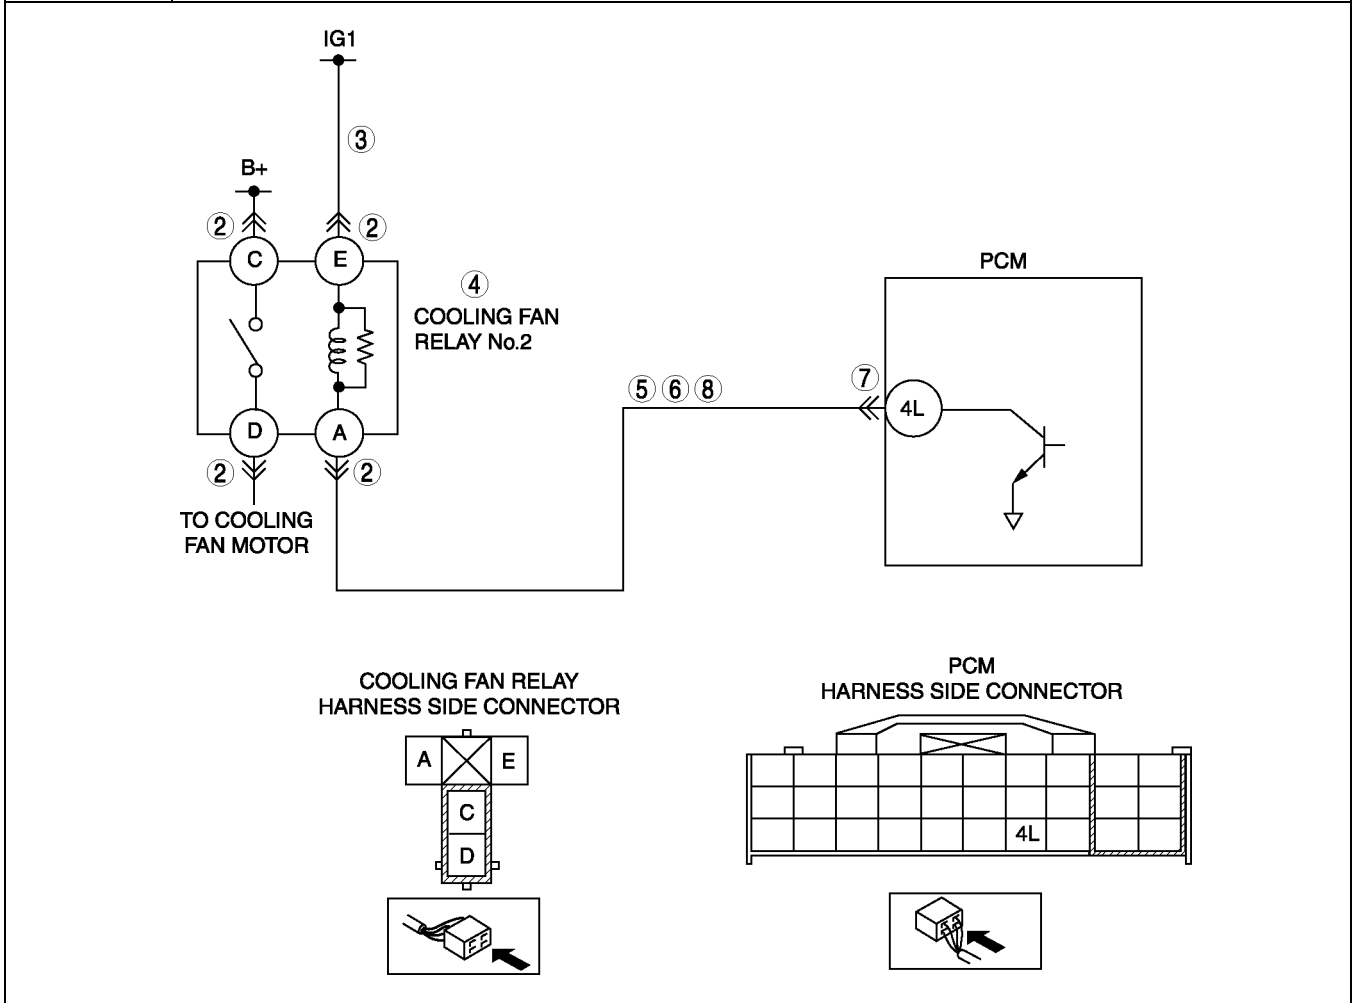 IG1
③
B+
② ②
C E
PCM
④
COOLING FAN
RELAY No.2
⑤ ⑥ ⑧ ⑦
4L
D A
② ②
TO COOLING
FAN MOTOR
COOLING FAN RELAY
HARNESS SIDE CONNECTOR
A E
C
D
PCM
HARNESS SIDE CONNECTOR
4L